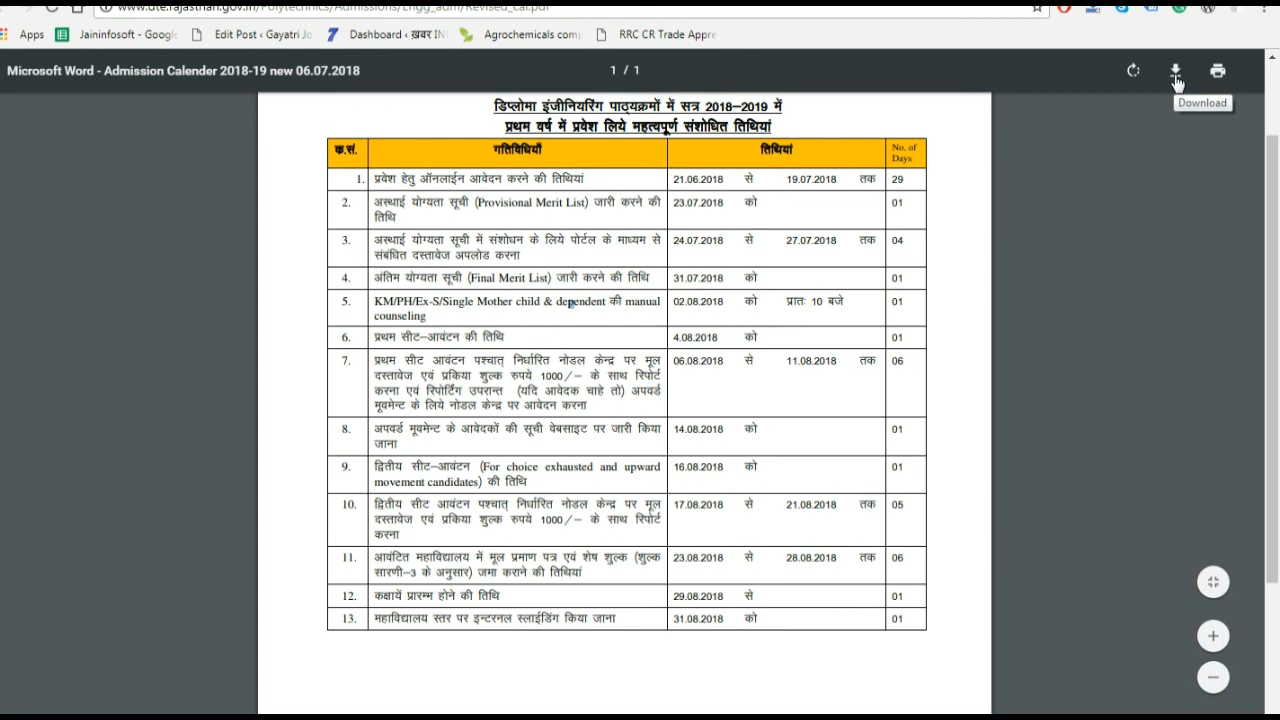 www.dte.rajasthan.gov.in/Polytechnics/Admissions/Engg_adm/Revised_cal.pdf
Apps Jaininfosoft - Google Edit Post ‹ Gayatri Jo Dashboard ‹ ख़बर IN Agrochemicals com RRC CR Trade Appre
Microsoft Word - Admission Calender 2018-19 new 06.07.2018 1 / 1
Download
डिप्लोमा इंजीनियरिंग पाठ्यक्रमों में सत्र 2018–2019 में
प्रथम वर्ष में प्रवेश लिये महत्वपूर्ण संशोधित तिथियां
क.सं. गतिविधियाँ तिथियां No. of
Days
1. प्रवेश हेतु ऑनलाईन आवेदन करने की तिथियां 21.06.2018 से 19.07.2018 तक 29
2. अस्थाई योग्यता सूची (Provisional Merit List) जारी करने की 23.07.2018 को 01
तिथि
3. अस्थाई योग्यता सूची में संशोधन के लिये पोर्टल के माध्यम से 24.07.2018 से 27.07.2018 तक 04
संबंधित दस्तावेज अपलोड करना
4. अंतिम योग्यता सूची (Final Merit List) जारी करने की तिथि 31.07.2018 को 01
5. KM/PH/Ex-S/Single Mother child & dependent की manual 02.08.2018 को प्रातः 10 बजे 01
counseling
6. प्रथम सीट–आवंटन की तिथि 4.08.2018 को 01
7. प्रथम सीट आवंटन पश्चात् निर्धारित नोडल केन्द्र पर मूल 06.08.2018 से 11.08.2018 तक 06
दस्तावेज एवं प्रकिया शुल्क रुपये 1000/– के साथ रिपोर्ट
करना एवं रिपोर्टिंग उपरान्त (यदि आवेदक चाहे तो) अपवर्ड
मूवमेन्ट के लिये नोडल केन्द्र पर आवेदन करना
8. अपवर्ड मूवमेन्ट के आवेदकों की सूची वेबसाइट पर जारी किया 14.08.2018 को 01
जाना
9. द्वितीय सीट–आवंटन (For choice exhausted and upward 16.08.2018 को 01
movement candidates) की तिथि
10. द्वितीय सीट आवंटन पश्चात् निर्धारित नोडल केन्द्र पर मूल 17.08.2018 से 21.08.2018 तक 05
दस्तावेज एवं प्रकिया शुल्क रुपये 1000/– के साथ रिपोर्ट
करना
11. आवंटित महाविद्यालय में मूल प्रमाण पत्र एवं शेष शुल्क (शुल्क 23.08.2018 से 28.08.2018 तक 06
सारणी–3 के अनुसार) जमा कराने की तिथियां
12. कक्षायें प्रारम्भ होने की तिथि 29.08.2018 से 01
13. महाविद्यालय स्तर पर इन्टरनल स्लाईडिंग किया जाना 31.08.2018 को 01